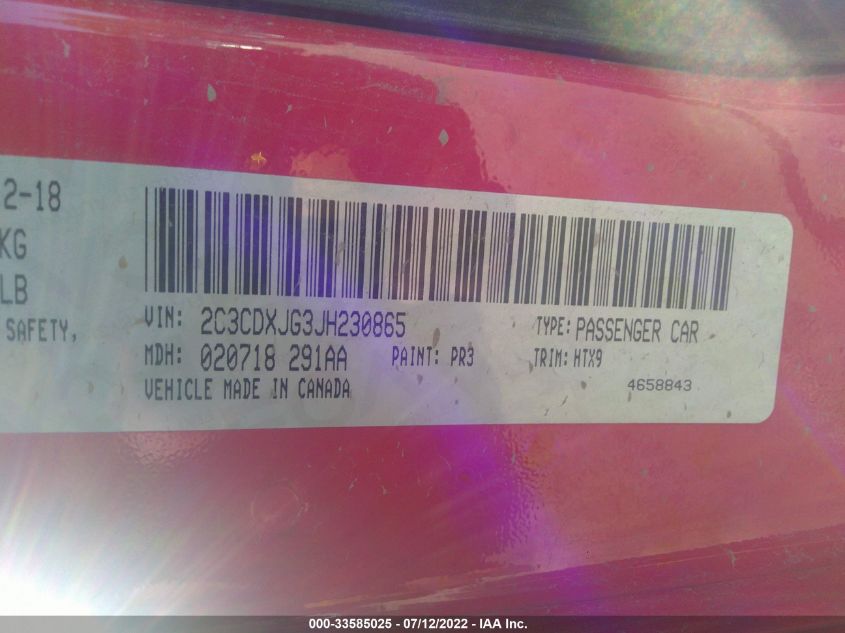 2-18
KG
LB
SAFETY,
VIN: 2C3CDXJG3JH230865 TYPE: PASSENGER CAR
MDH: 020718 291AA PAINT: PR3 TRIM: HTX9
VEHICLE MADE IN CANADA 4658843
000-33585025 - 07/12/2022 - IAA Inc.